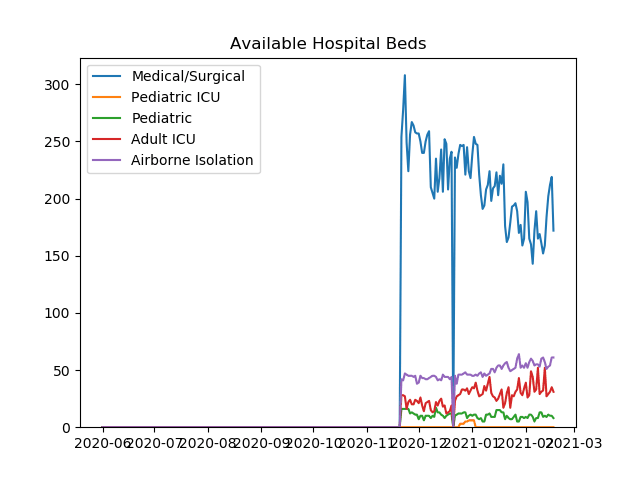 Available Hospital Beds
Medical/Surgical
Pediatric ICU
Pediatric
Adult ICU
Airborne Isolation
300
250
200
150
100
50
0
2020-06 2020-07 2020-08 2020-09 2020-10 2020-11 2020-12 2021-01 2021-02 2021-03